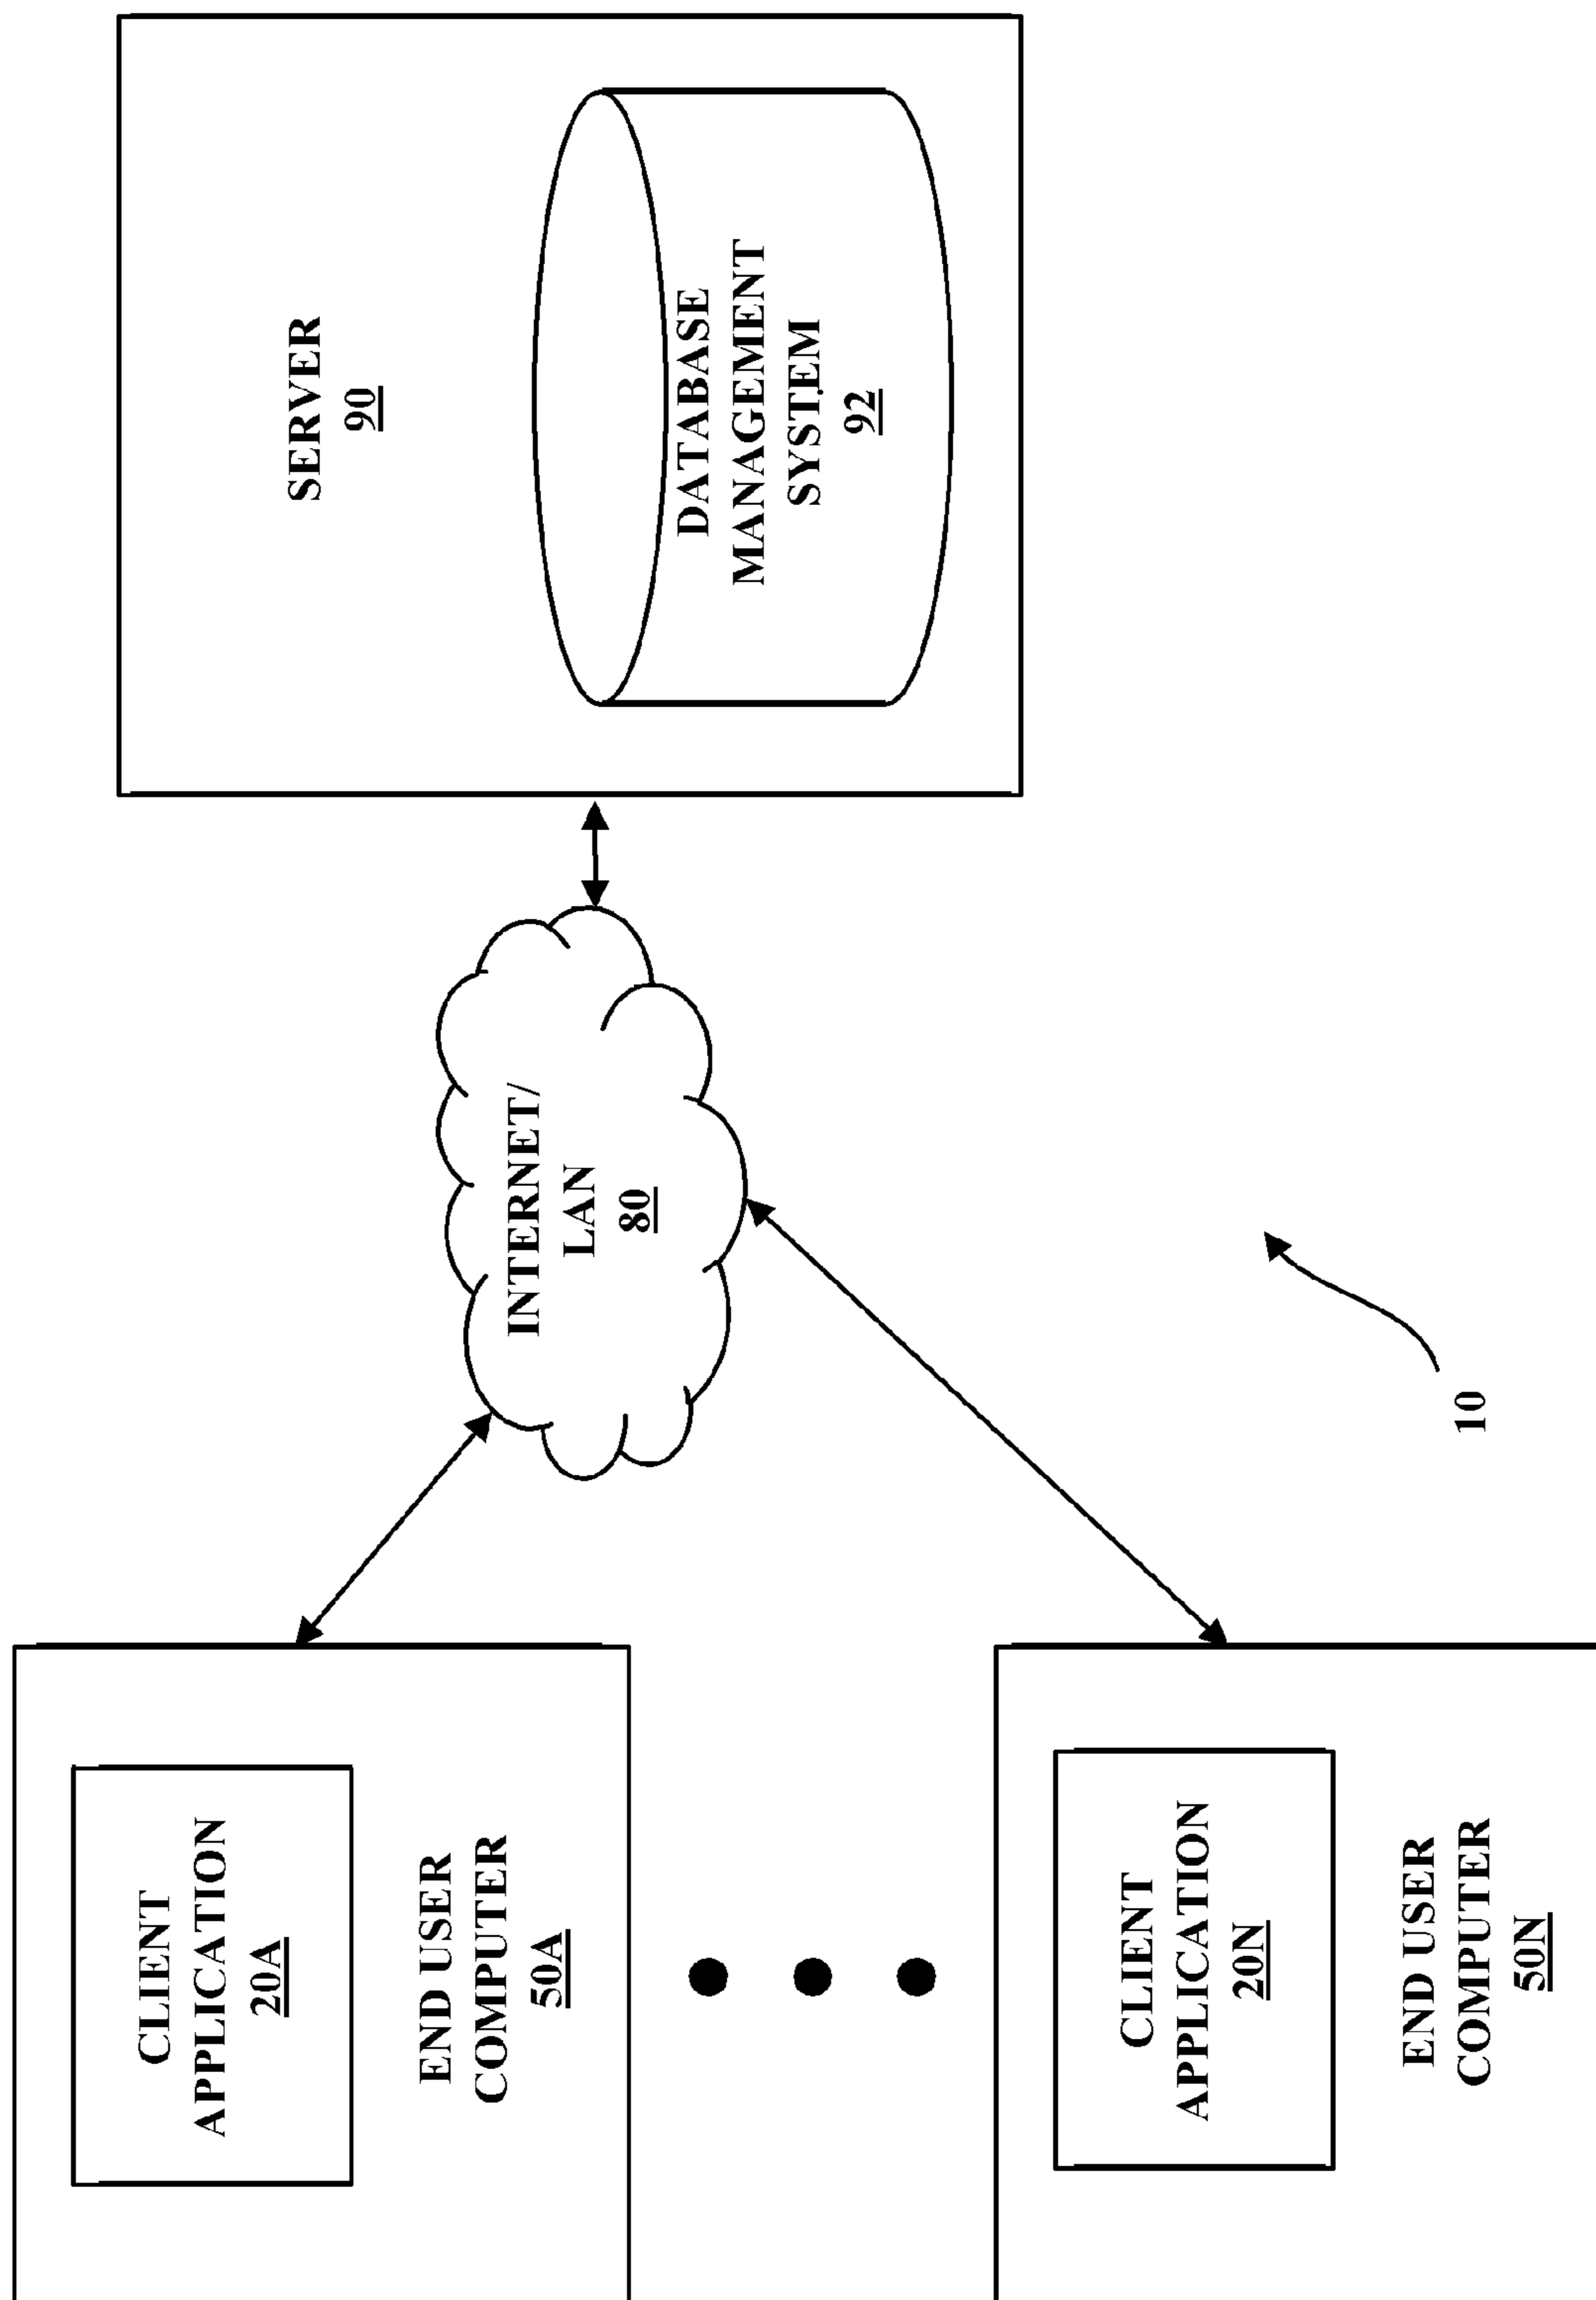 CLIENT
APPLICATION
20A
END USER
COMPUTER
50A
CLIENT
APPLICATION
20N
END USER
COMPUTER
50N
INTERNET/
LAN
80
SERVER
90
DATABASE
MANAGEMENT
SYSTEM
92
10